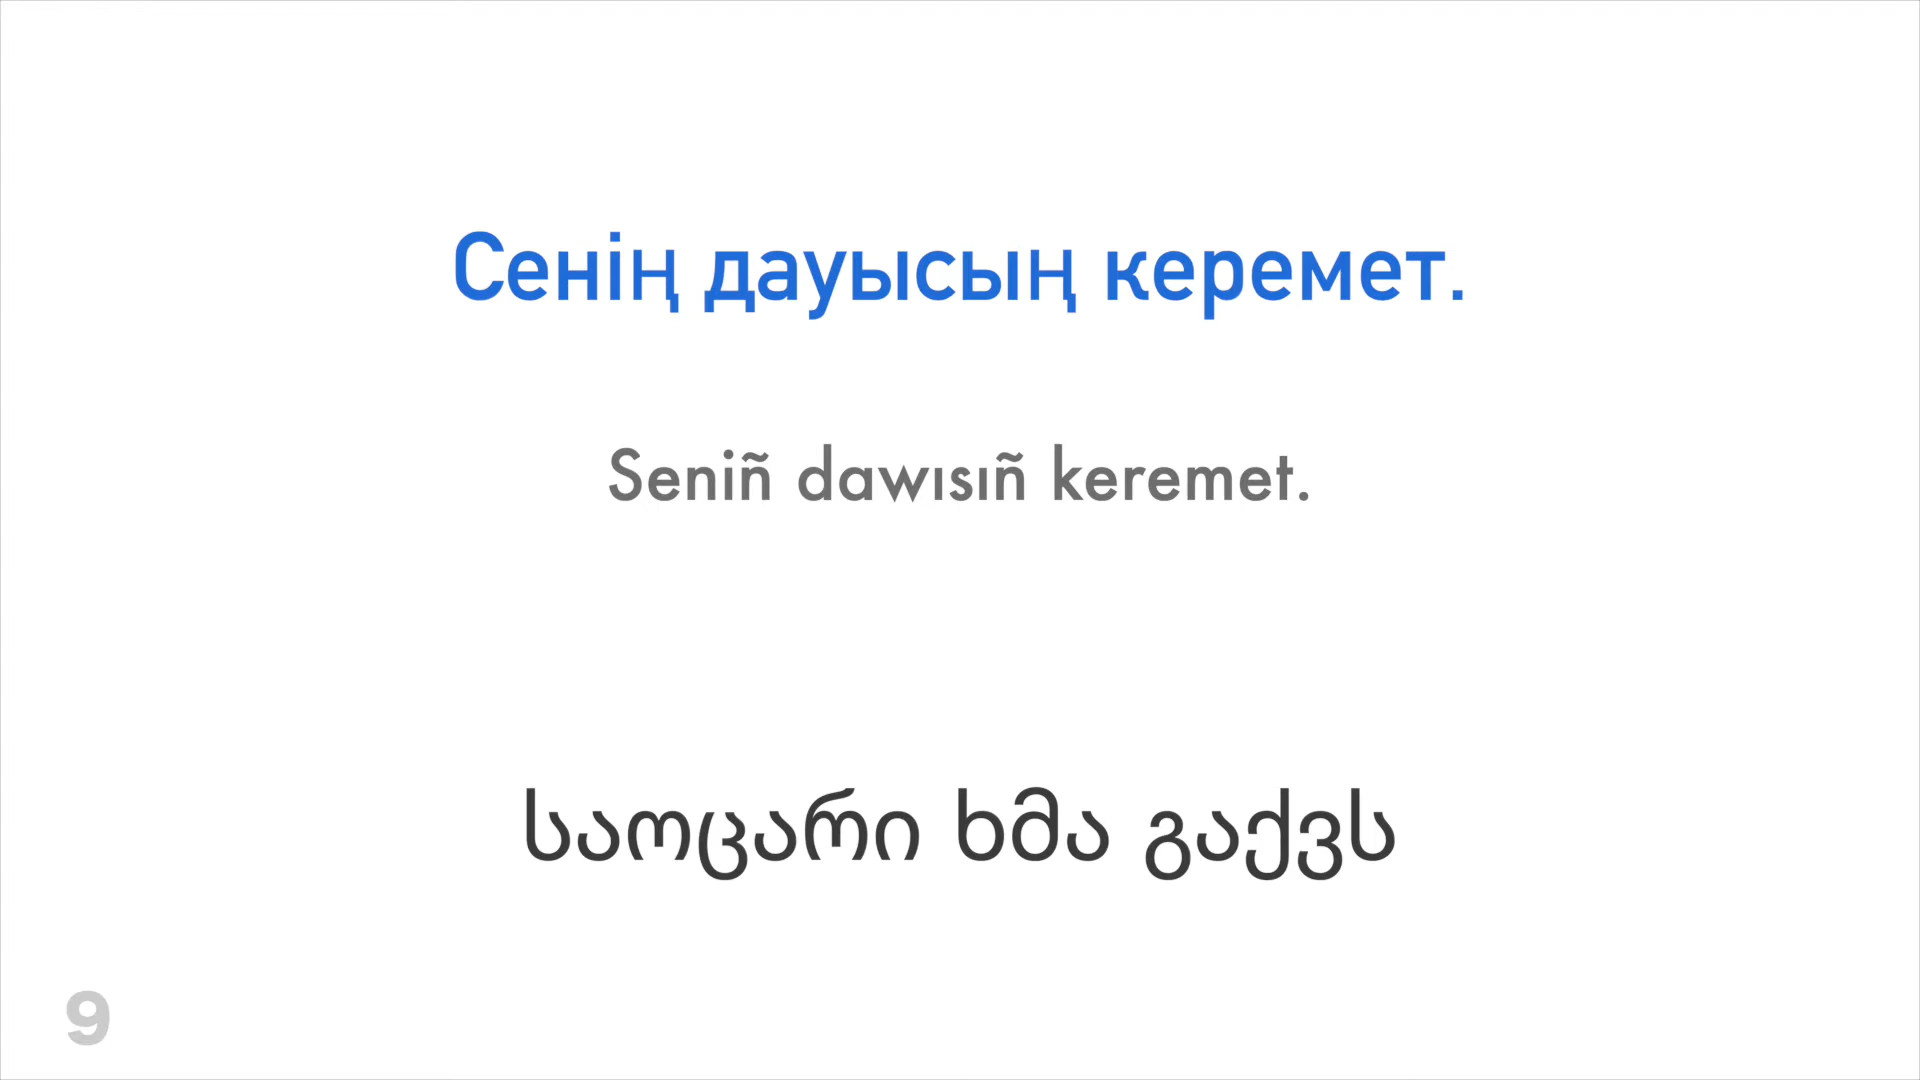 Сенің дауысың керемет.
Seniñ dawısıñ keremet.
საოცარი ხმა გაქვს
9